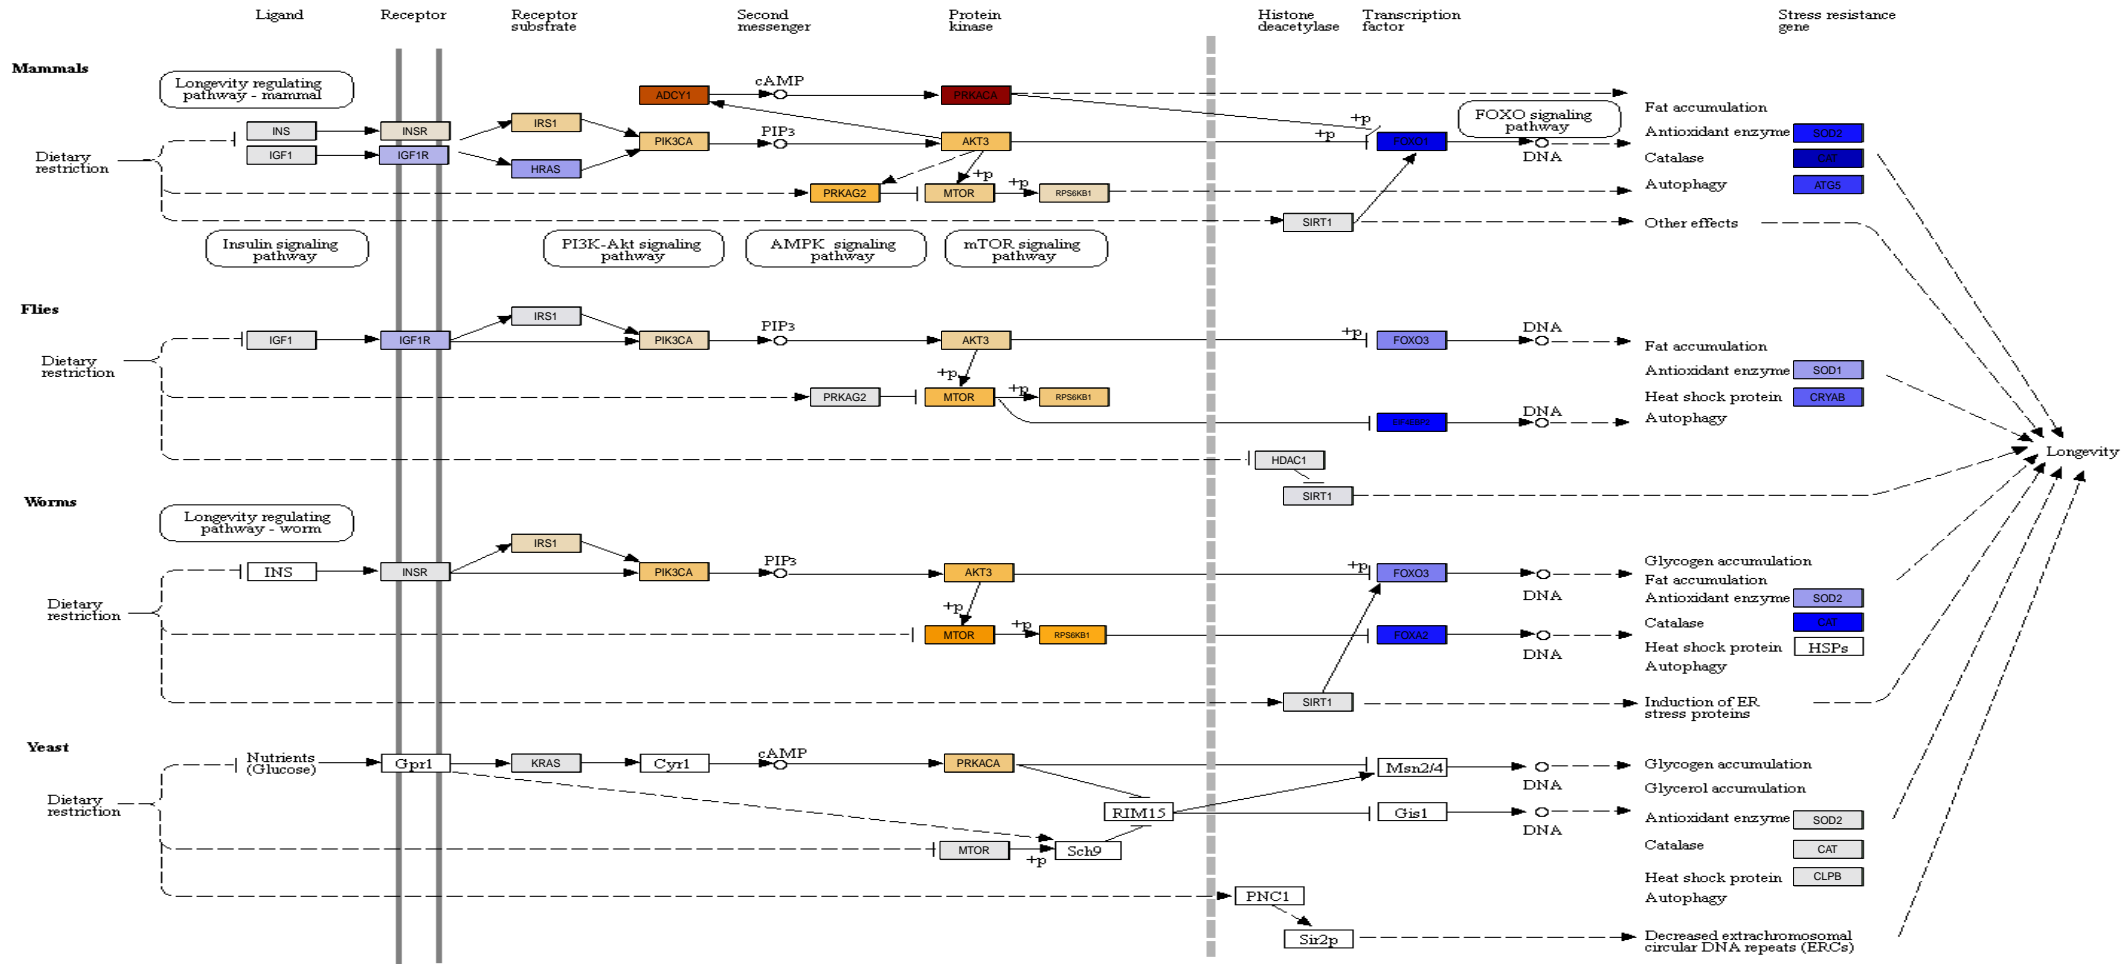 Ligand
Receptor
Receptor
substrate
Second
messenger
Protein
kinase
Histone
deacetylase
Transcription
factor
Stress resistance
gene
Mammals
Longevity regulating
pathway - mammal
ADCY1
cAMP
PRKACA
Fat accumulation
FOXO signaling
pathway
INS
INSR
IRS1
PIK3CA
PIP3
AKT3
+p
+p
FOXO1
DNA
Antioxidant enzyme
SOD2
Dietary
restriction
IGF1
IGF1R
HRAS
Catalase
CAT
PRKAG2
+p
MTOR
+p
RPS6KB1
Autophagy
ATG5
SIRT1
Other effects
Insulin signaling
pathway
PI3K-Akt signaling
pathway
AMPK signaling
pathway
mTOR signaling
pathway
Flies
IRS1
IGF1
IGF1R
PIK3CA
PIP3
AKT3
+p
FOXO3
DNA
Fat accumulation
Dietary
restriction
Antioxidant enzyme
SOD1
+p
PRKAG2
MTOR
+p
RPS6KB1
Heat shock protein
CRYAB
DNA
Autophagy
HDAC1
SIRT1
Longevity
Worms
Longevity regulating
pathway - worm
IRS1
INS
INSR
PIK3CA
PIP3
AKT3
+p
FOXO3
DNA
Glycogen accumulation
Fat accumulation
Antioxidant enzyme
SOD2
Dietary
restriction
+p
MTOR
+p
RPS6KB1
FOXA2
DNA
Catalase
CAT
Heat shock protein
HSPs
Autophagy
SIRT1
Induction of ER
stress proteins
Yeast
Nutrients
(Glucose)
Gpr1
KRAS
Cyr1
cAMP
PRKACA
Msn2/4
DNA
Glycogen accumulation
Glycerol accumulation
Dietary
restriction
RIM15
Gis1
DNA
Antioxidant enzyme
SOD2
MTOR
+p
Sch9
Catalase
CAT
Heat shock protein
CLPB
Autophagy
PNC1
Sir2p
Decreased extrachromosomal
circular DNA repeats (ERCs)